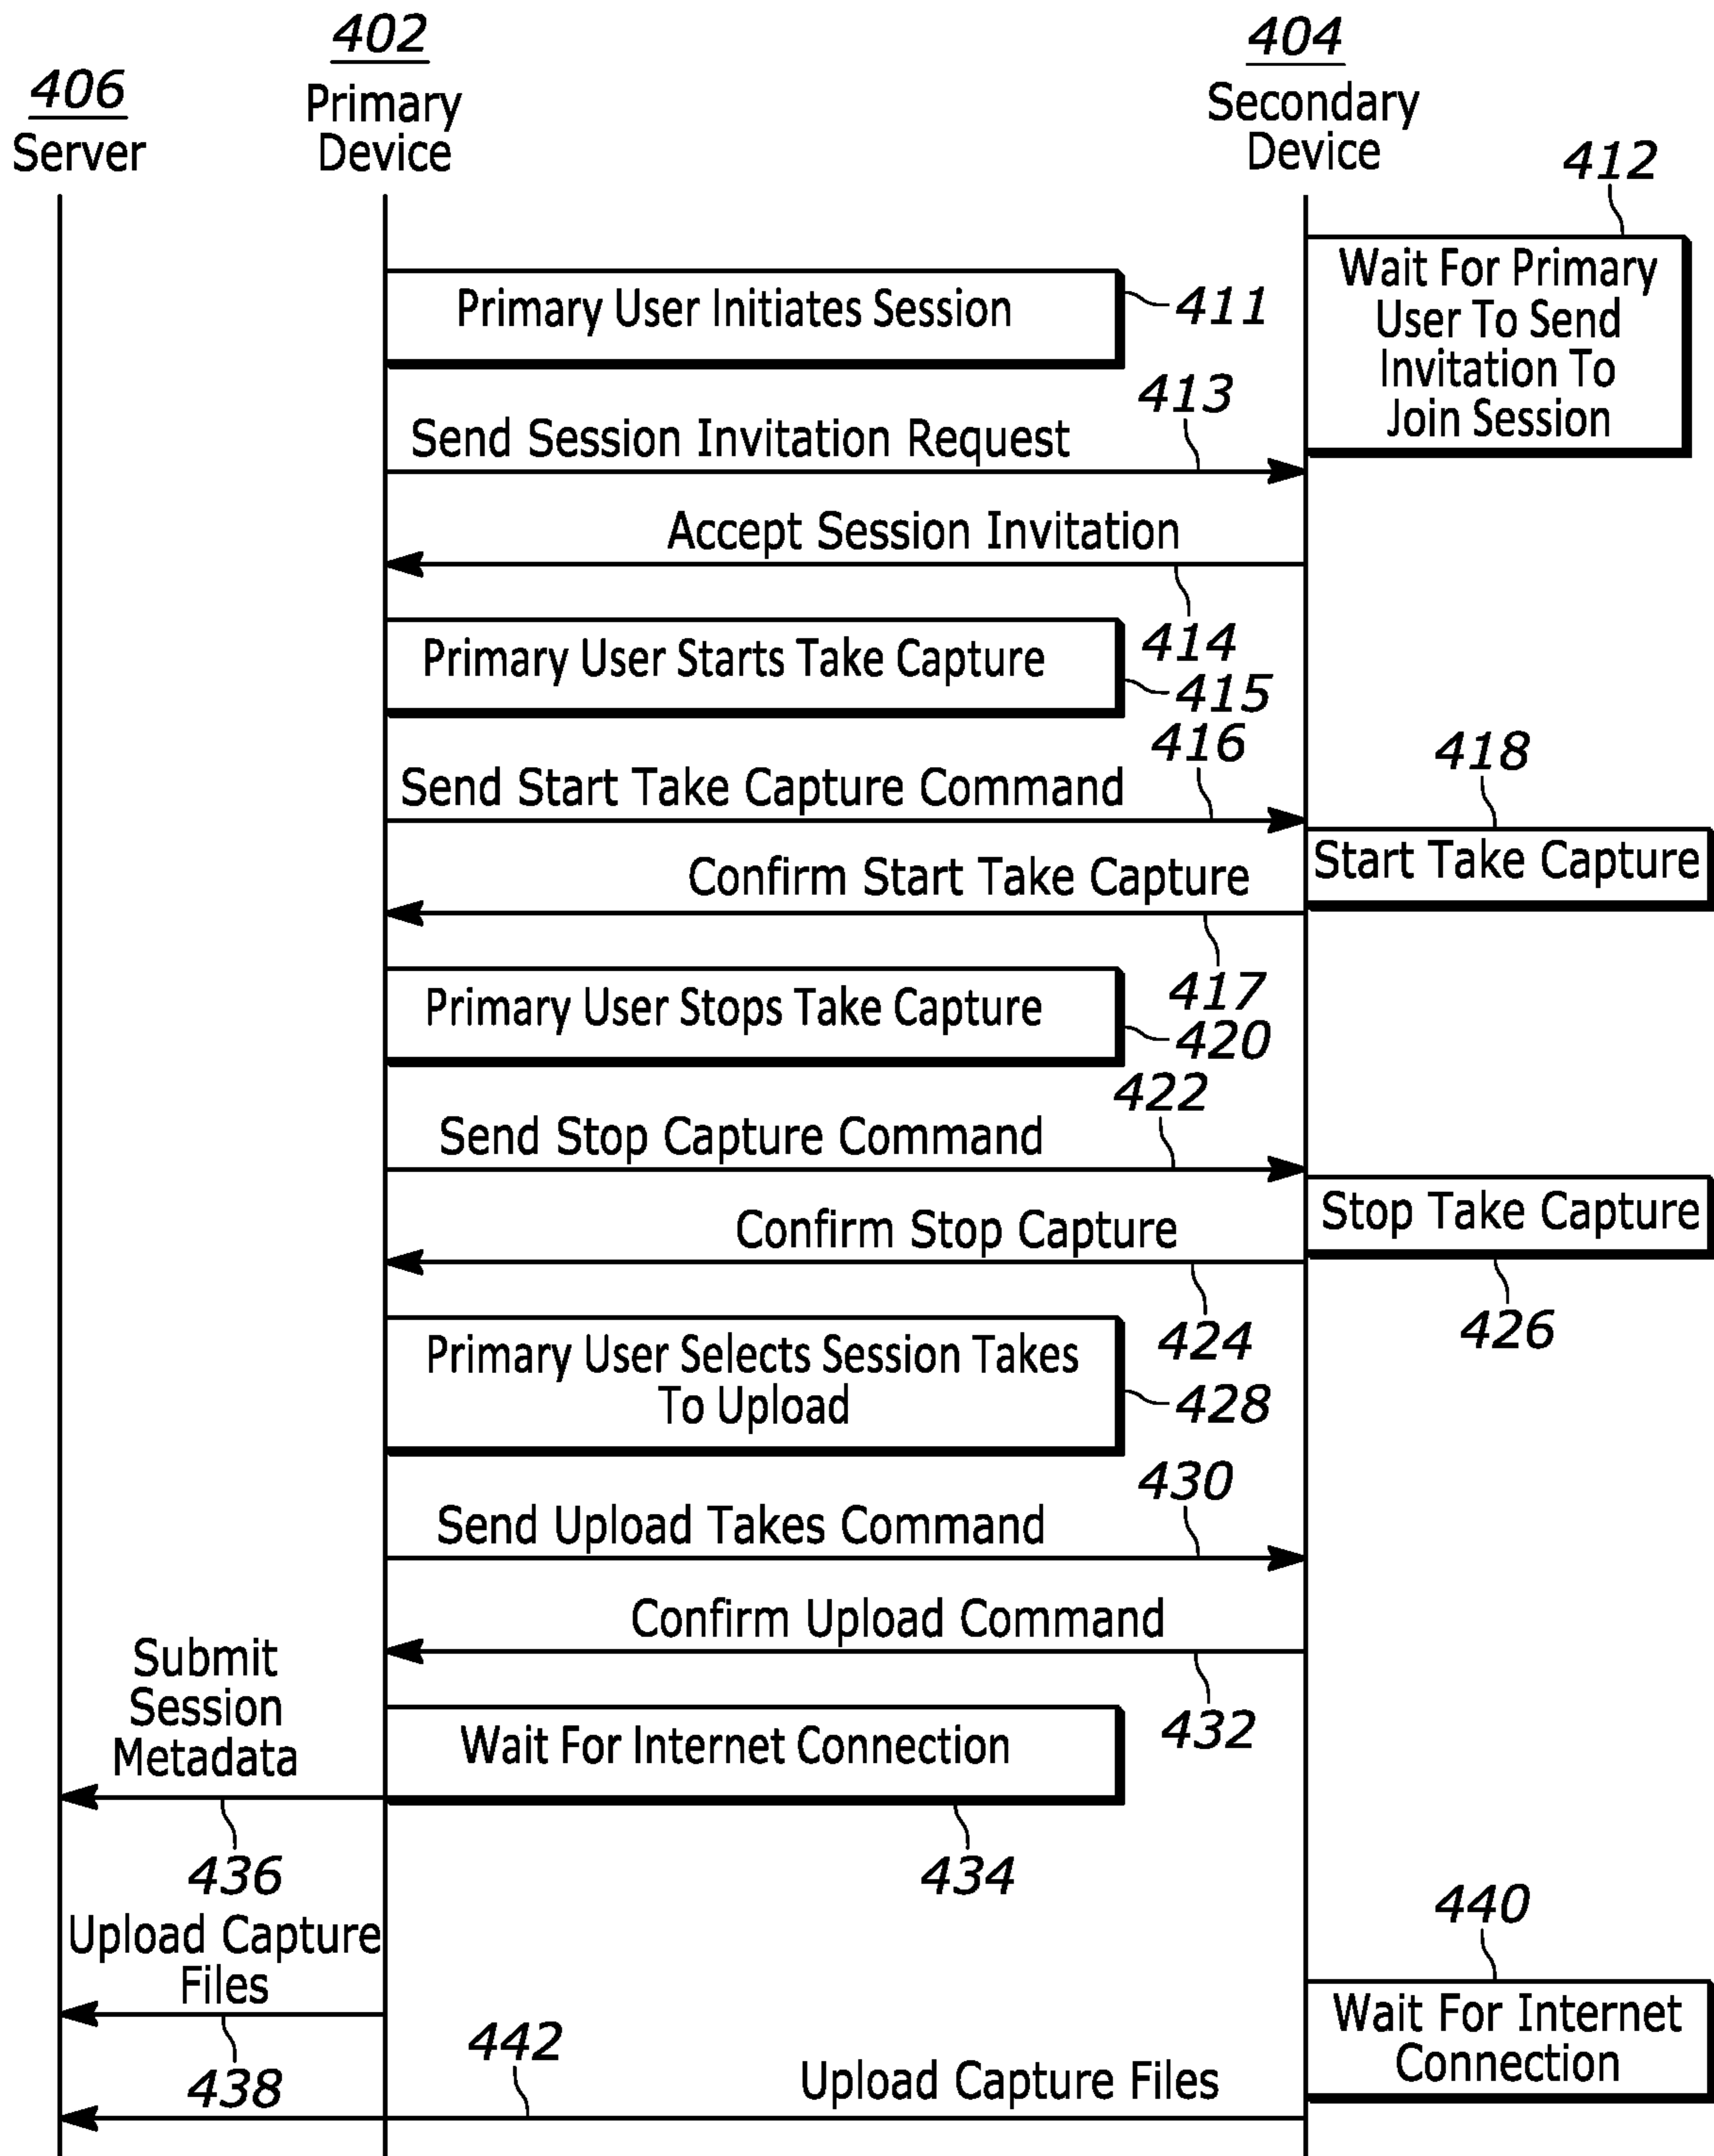 402
Primary
Device
404
Secondary
Device
406
Server
412
Wait For Primary
User To Send
Invitation To
Join Session
Primary User Initiates Session
411
413
Send Session Invitation Request
Accept Session Invitation
414
Primary User Starts Take Capture
415
416
Send Start Take Capture Command
418
Start Take Capture
Confirm Start Take Capture
417
Primary User Stops Take Capture
420
422
Send Stop Capture Command
Stop Take Capture
426
Confirm Stop Capture
424
Primary User Selects Session Takes
To Upload
428
430
Send Upload Takes Command
Confirm Upload Command
432
Submit
Session
Metadata
436
Wait For Internet Connection
434
Upload Capture
Files
438
440
Wait For Internet
Connection
442
Upload Capture Files